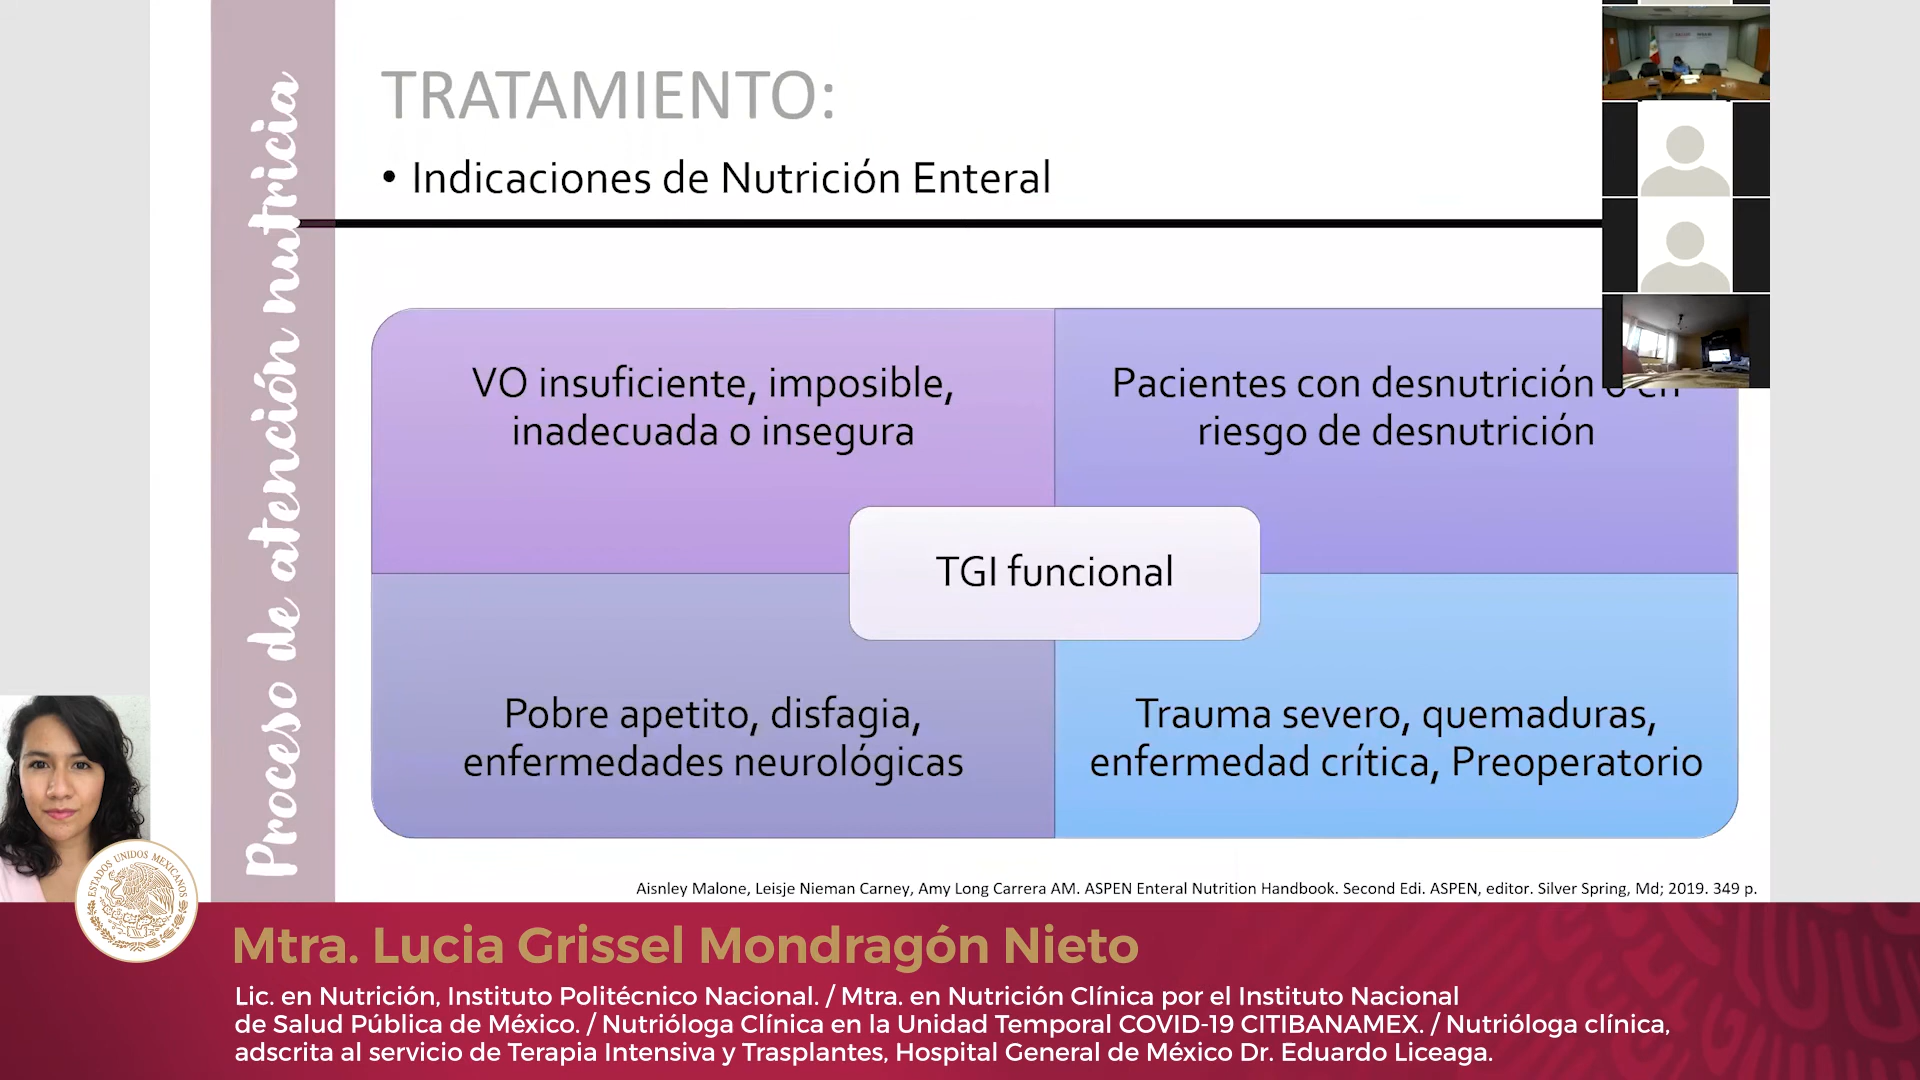 Proceso de atención nutricia
TRATAMIENTO:
• Indicaciones de Nutrición Enteral
VO insuficiente, imposible,
inadecuada o insegura
Pacientes con desnutrición o en
riesgo de desnutrición
TGI funcional
Pobre apetito, disfagia,
enfermedades neurológicas
Trauma severo, quemaduras,
enfermedad crítica, Preoperatorio
Aisnley Malone, Leisje Nieman Carney, Amy Long Carrera AM. ASPEN Enteral Nutrition Handbook. Second Edi. ASPEN, editor. Silver Spring, Md; 2019. 349 p.
ESTADOS UNIDOS MEXICANOS
Mtra. Lucia Grissel Mondragón Nieto
Lic. en Nutrición, Instituto Politécnico Nacional. / Mtra. en Nutrición Clínica por el Instituto Nacional
de Salud Pública de México. / Nutrióloga Clínica en la Unidad Temporal COVID-19 CITIBANAMEX. / Nutrióloga clínica,
adscrita al servicio de Terapia Intensiva y Trasplantes, Hospital General de México Dr. Eduardo Liceaga.